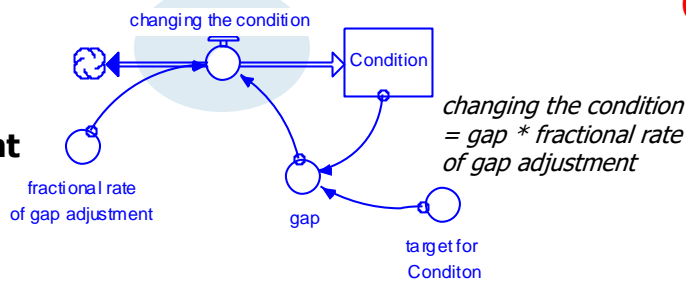 changing the condition
Condition
changing the condition
= gap * fractional rate
of gap adjustment
nt
fractional rate
of gap adjustment
gap
target for
Conditon